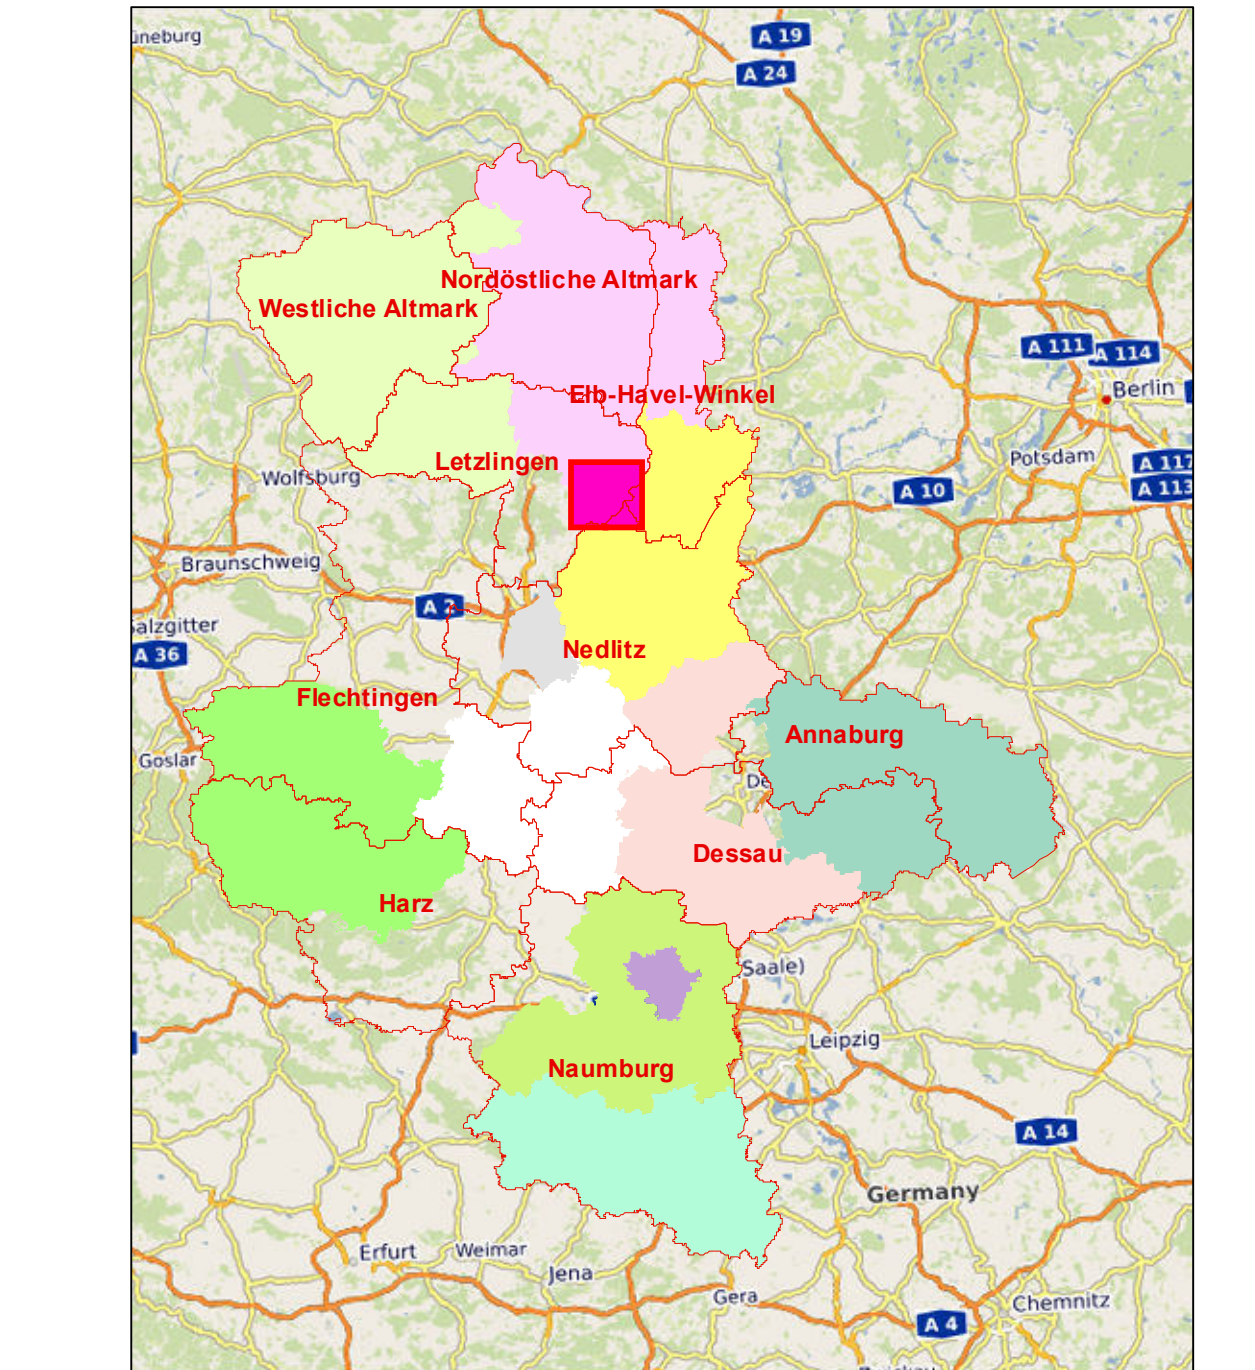 üneburg
A 19
A 24
Nordöstliche Altmark
Westliche Altmark
A 111
A 114
Berlin
Elb-Havel-Winkel
Potsdam
Letzlingen
A 117
Wolfsburg
A 10
A 113
Braunschweig
A 2
alzgitter
A 36
Nedlitz
Flechtingen
Annaburg
Goslar
De
Dessau
Harz
Saale)
Leipzig
Naumburg
A 14
Germany
Erfurt
Weimar
Jena
Gera
Chemnitz
A 4